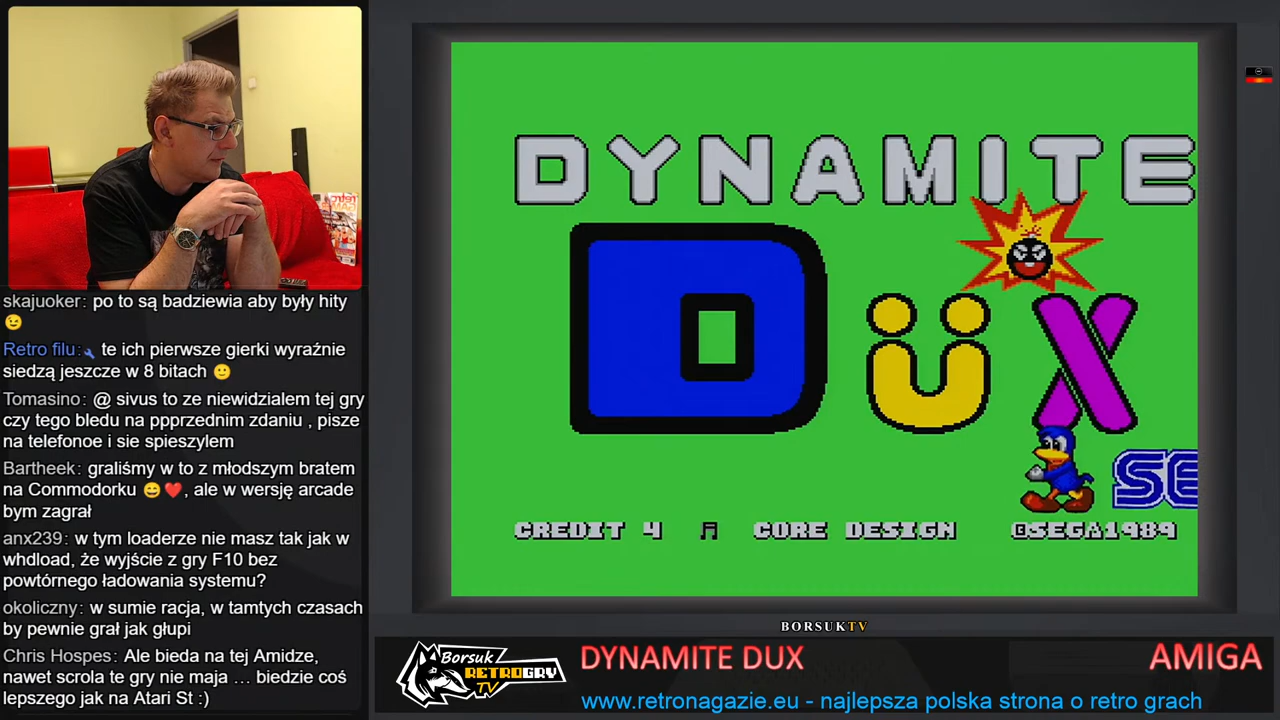 DYNAMITE
DÜX
SE
CREDIT 4 CORE DESIGN ©SEGA1989
skajuoker: po to są badziewia aby były hity
😉
Retro filu: te ich pierwsze gierki wyraźnie
siedzą jeszcze w 8 bitach 🙂
Tomasino: @ sivus to ze niewidzialem tej gry
czy tego bledu na ppprzednim zdaniu , pisze
na telefonoe i sie spieszylem
Bartheek: graliśmy w to z młodszym bratem
na Commodorku 😄❤️, ale w wersję arcade
bym zagrał
anx239: w tym loaderze nie masz tak jak w
whdload, że wyjście z gry F10 bez
powtórnego ładowania systemu?
okoliczny: w sumie racja, w tamtych czasach
by pewnie grał jak głupi
Chris Hospes: Ale bieda na tej Amidze,
nawet scrola te gry nie maja … biedzie coś
lepszego jak na Atari St :)
BORSUKTV
Borsuk
RETROGRY
TV
DYNAMITE DUX
AMIGA
www.retronagazie.eu - najlepsza polska strona o retro grach